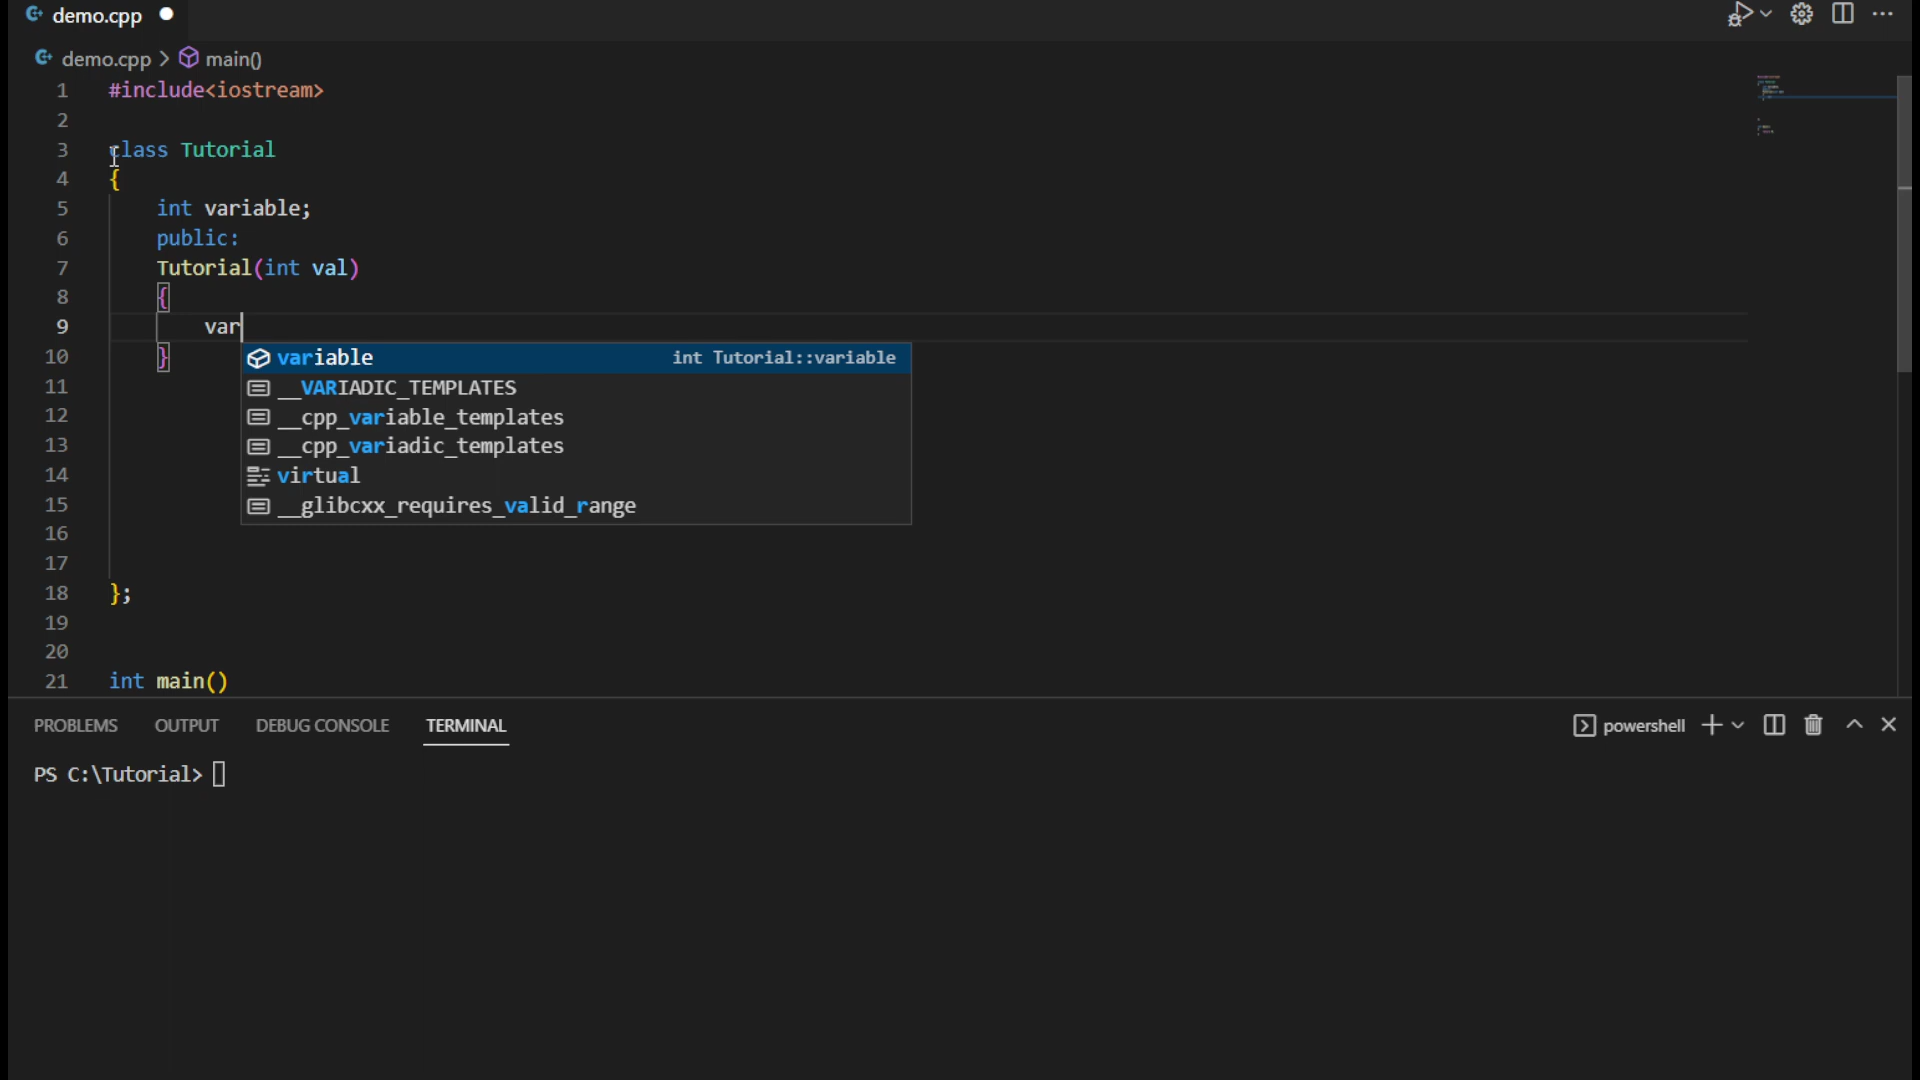 demo.cpp
demo.cpp > main()
1 #include<iostream>
2
3 class Tutorial
4 {
5 int variable;
6 public:
7 Tutorial(int val)
8 {
9 var
10 }
variable int Tutorial::variable
11 __VARIADIC_TEMPLATES
12 __cpp_variable_templates
13 __cpp_variadic_templates
14 virtual
15 __glibcxx_requires_valid_range
16
17
18 };
19
20
21 int main()
PROBLEMS OUTPUT DEBUG CONSOLE TERMINAL powershell
PS C:\Tutorial>